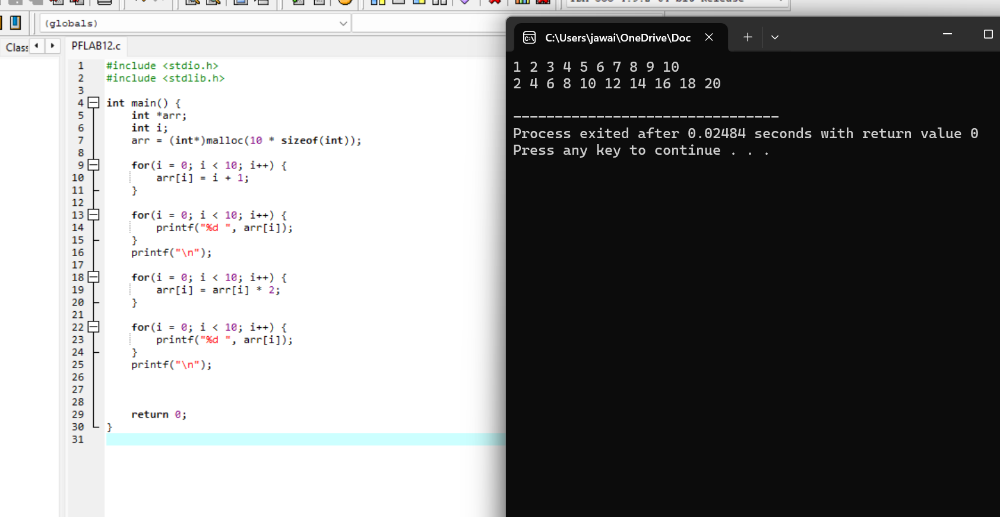 (globals)
Class
PFLAB12.c
1 #include <stdio.h>
2 #include <stdlib.h>
3
4 int main() {
5 int *arr;
6 int i;
7 arr = (int*)malloc(10 * sizeof(int));
8
9 for(i = 0; i < 10; i++) {
10 arr[i] = i + 1;
11 }
12
13 for(i = 0; i < 10; i++) {
14 printf("%d ", arr[i]);
15 }
16 printf("\n");
17
18 for(i = 0; i < 10; i++) {
19 arr[i] = arr[i] * 2;
20 }
21
22 for(i = 0; i < 10; i++) {
23 printf("%d ", arr[i]);
24 }
25 printf("\n");
26
27
28
29 return 0;
30 }
31
C:\Users\jawai\OneDrive\Doc
1 2 3 4 5 6 7 8 9 10
2 4 6 8 10 12 14 16 18 20
--------------------------------
Process exited after 0.02484 seconds with return value 0
Press any key to continue . . .